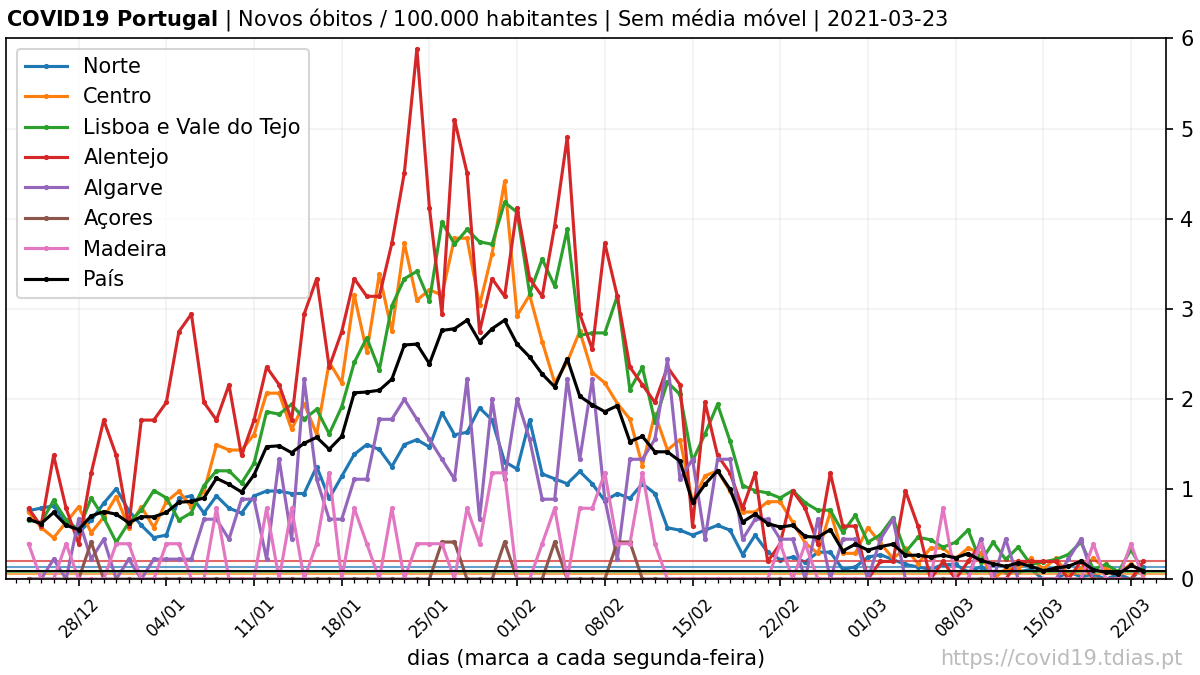 COVID19 Portugal | Novos óbitos / 100.000 habitantes | Sem média móvel | 2021-03-23
Norte
Centro
Lisboa e Vale do Tejo
Alentejo
Algarve
Açores
Madeira
País
6
5
4
3
2
1
0
28/12 04/01 11/01 18/01 25/01 01/02 08/02 15/02 22/02 01/03 08/03 15/03 22/03
dias (marca a cada segunda-feira)
https://covid19.tdias.pt